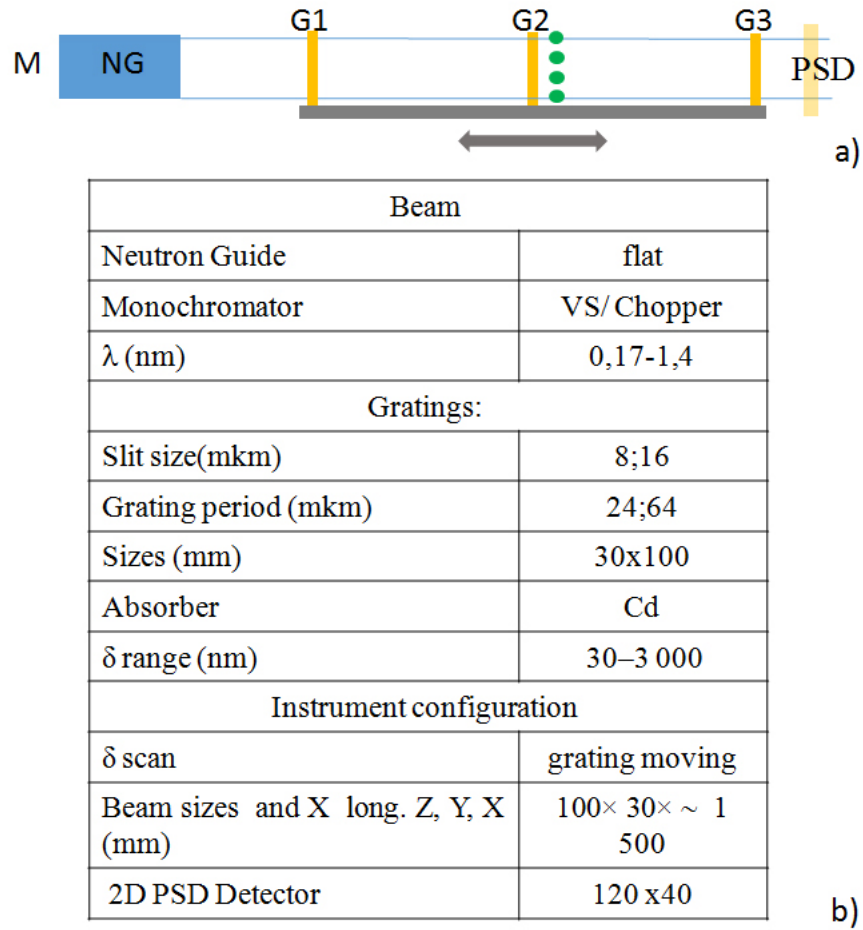 G1 G2 G3
M NG PSD
a)
Beam
Neutron Guide flat
Monochromator VS/ Chopper
λ (nm) 0,17-1,4
Gratings:
Slit size(mkm) 8;16
Grating period (mkm) 24;64
Sizes (mm) 30x100
Absorber Cd
δ range (nm) 30–3 000
Instrument configuration
δ scan grating moving
Beam sizes and X long. Z, Y, X 100× 30× ~ 1
(mm) 500
2D PSD Detector 120 x40
b)